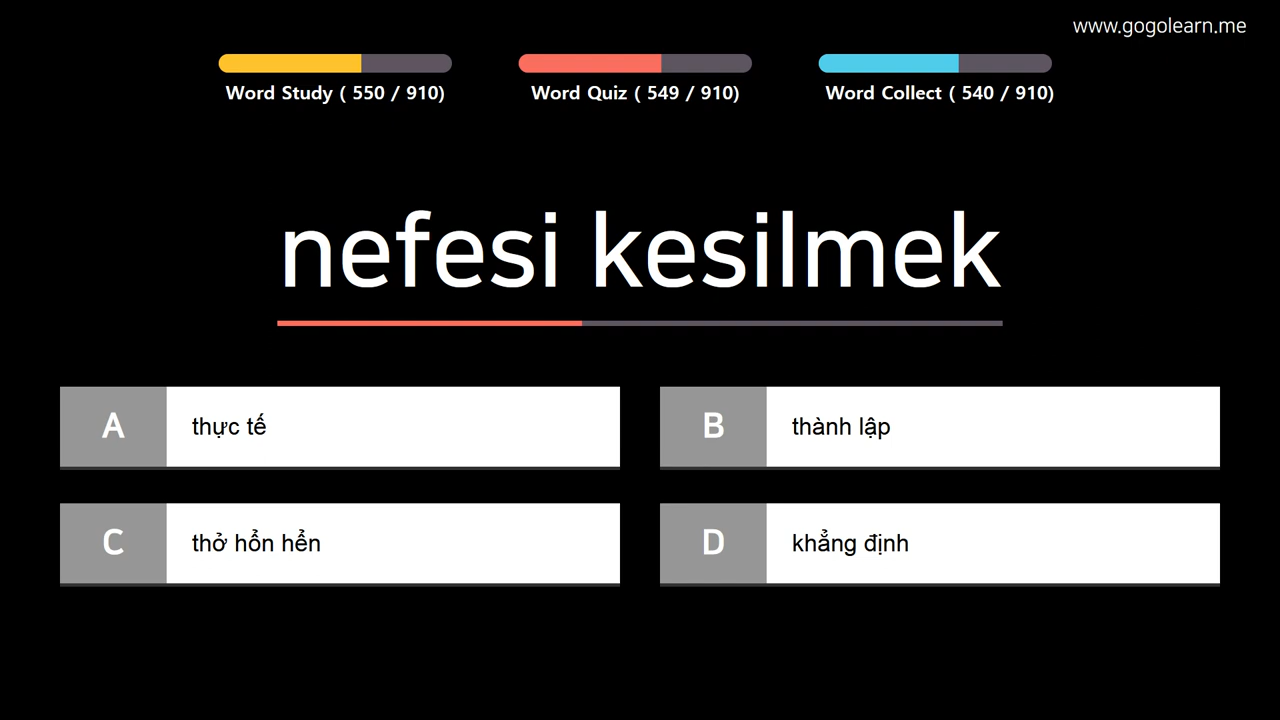 www.gogolearn.me
Word Study ( 550 / 910)
Word Quiz ( 549 / 910)
Word Collect ( 540 / 910)
nefesi kesilmek
A thực tế
B thành lập
C thở hổn hển
D khẳng định